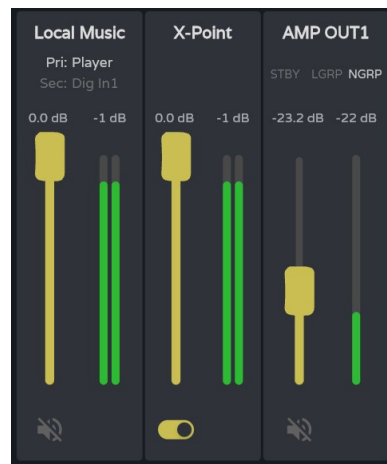 Local Music
Pri: Player
Sec: Dig In1
0.0 dB -1 dB
X-Point
0.0 dB -1 dB
AMP OUT1
STBY LGRP NGRP
-23.2 dB -22 dB